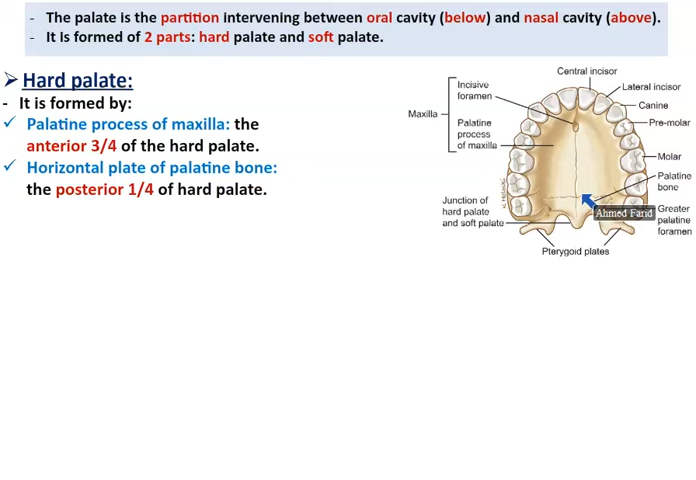 - The palate is the partition intervening between oral cavity (below) and nasal cavity (above).
- It is formed of 2 parts: hard palate and soft palate.
➢ Hard palate:
- It is formed by:
✓ Palatine process of maxilla: the
anterior 3/4 of the hard palate.
✓ Horizontal plate of palatine bone:
the posterior 1/4 of hard palate.
Central incisor
Incisive
foramen
Lateral incisor
Canine
Maxilla
Pre-molar
Palatine
process
of maxilla
Molar
Palatine
bone
Junction of
hard palate
and soft palate
Ahmed Farid
Greater
palatine
foramen
Pterygoid plates